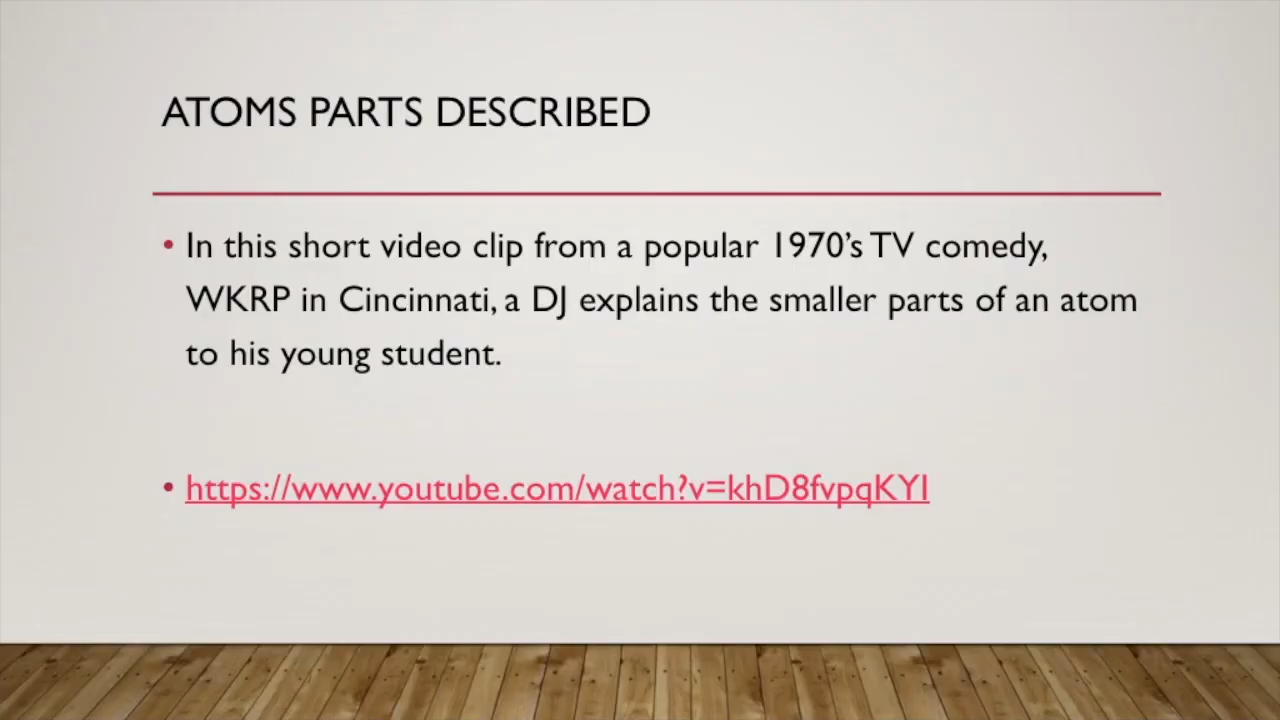 ATOMS PARTS DESCRIBED
• In this short video clip from a popular 1970’s TV comedy,
WKRP in Cincinnati, a DJ explains the smaller parts of an atom
to his young student.
• https://www.youtube.com/watch?v=khD8fvpqKYI